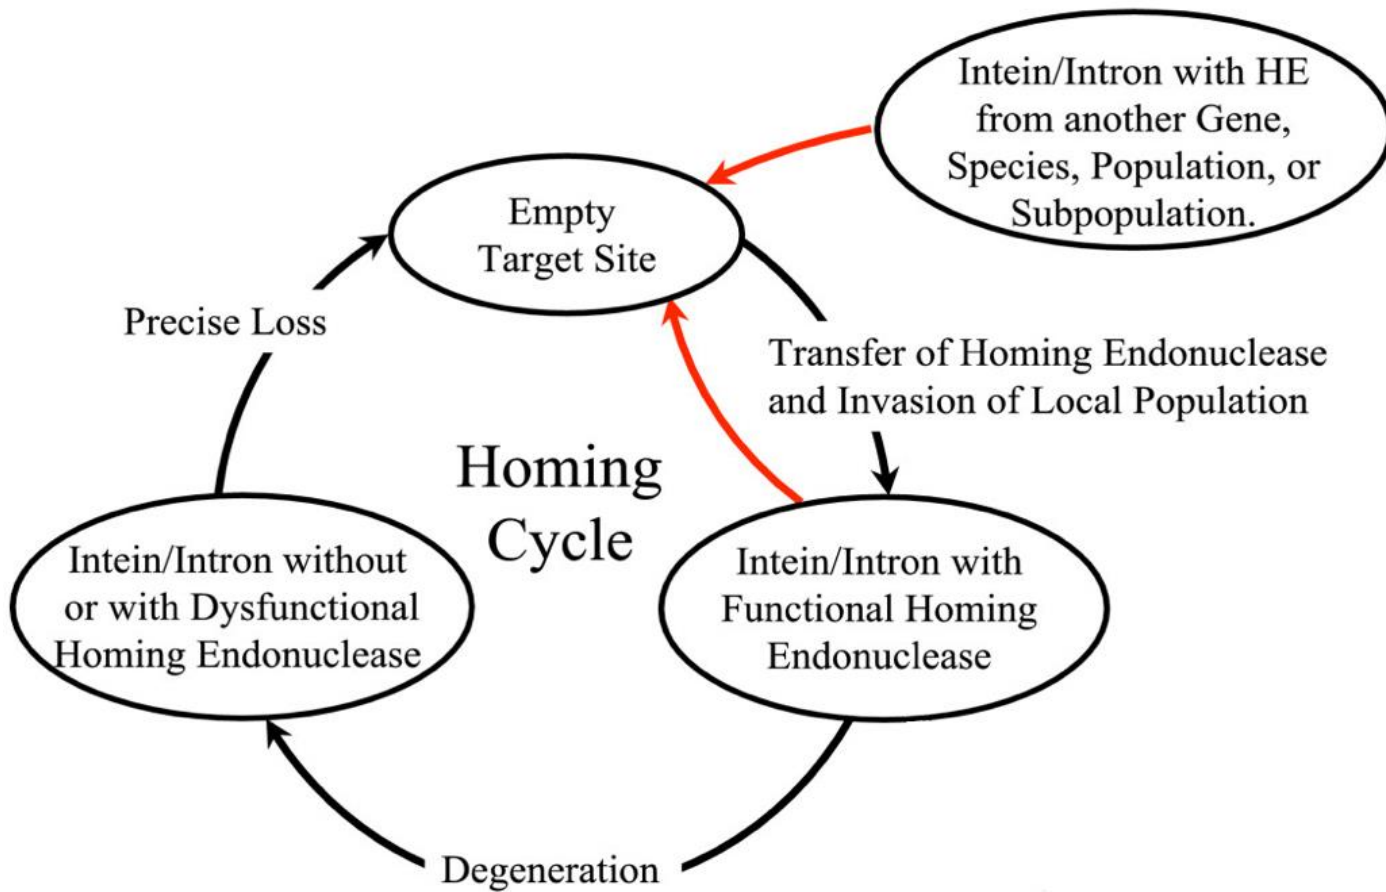 Intein/Intron with HE
from another Gene,
Species, Population, or
Subpopulation.
Empty
Target Site
Precise Loss
Transfer of Homing Endonuclease
and Invasion of Local Population
Homing
Cycle
Intein/Intron without
or with Dysfunctional
Homing Endonuclease
Intein/Intron with
Functional Homing
Endonuclease
Degeneration